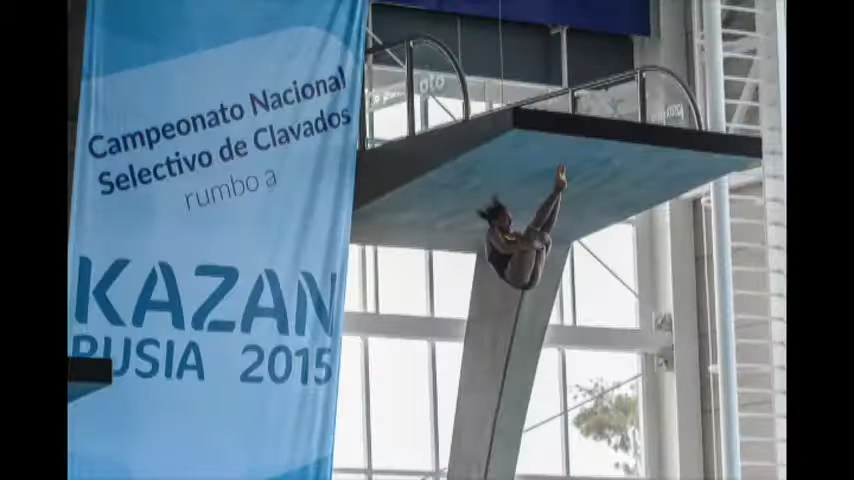 Campeonato Nacional
Selectivo de Clavados
rumbo a
KAZAN
RUSIA 2015